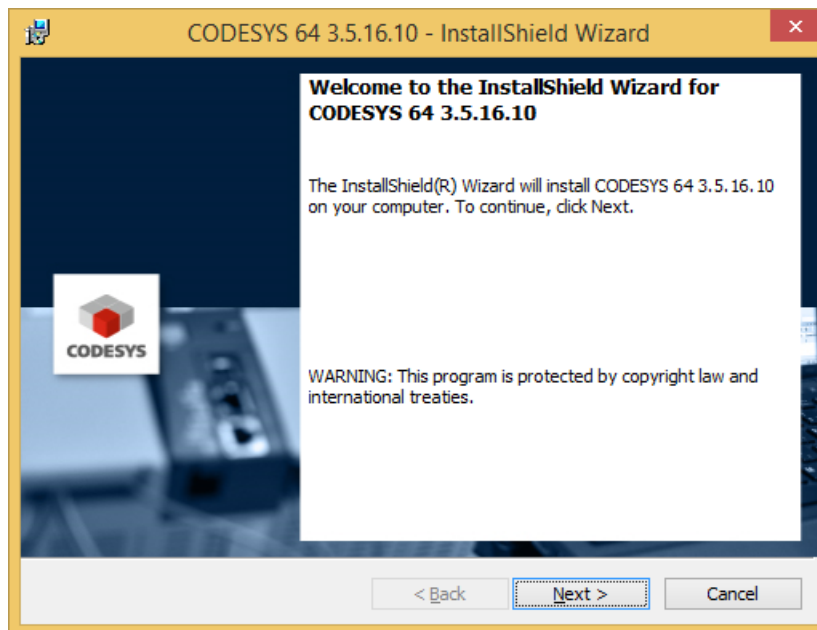 CODESYS 64 3.5.16.10 - InstallShield Wizard
Welcome to the InstallShield Wizard for
CODESYS 64 3.5.16.10
The InstallShield(R) Wizard will install CODESYS 64 3.5.16.10
on your computer. To continue, click Next.
CODESYS
WARNING: This program is protected by copyright law and
international treaties.
< Back
Next >
Cancel